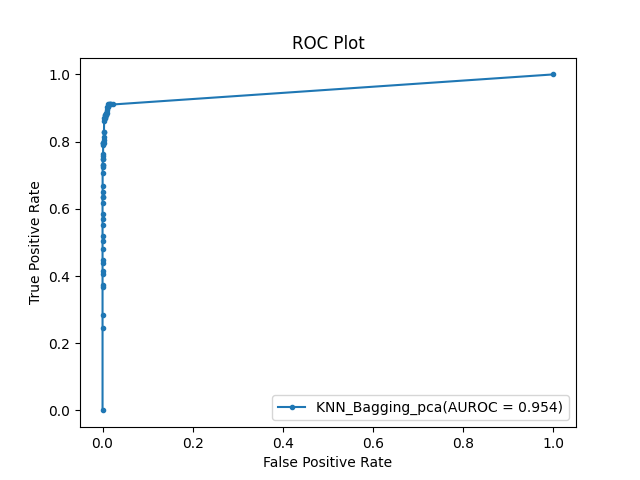 ROC Plot
1.0
0.8
0.6
0.4
0.2
0.0
True Positive Rate
KNN_Bagging_pca(AUROC = 0.954)
0.0 0.2 0.4 0.6 0.8 1.0
False Positive Rate